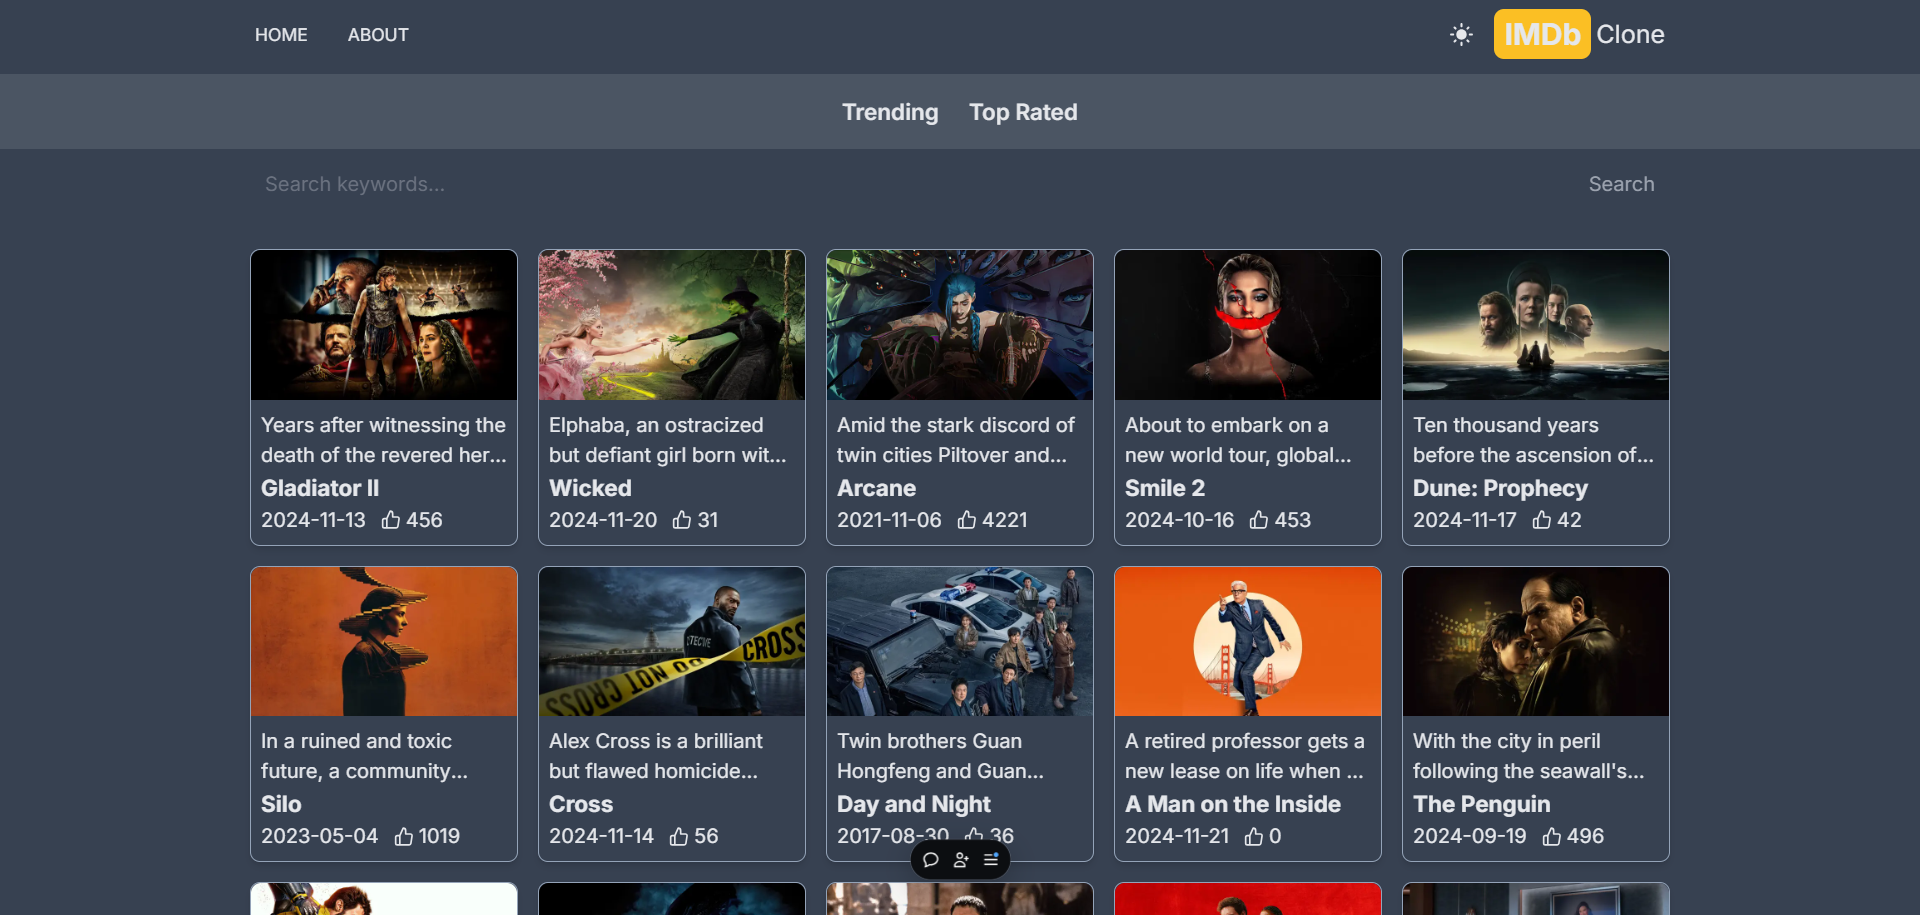 HOME ABOUT IMDb Clone
Trending Top Rated
Search keywords... Search
Years after witnessing the
death of the revered her...
Gladiator II
2024-11-13 456
Elphaba, an ostracized
but defiant girl born wit...
Wicked
2024-11-20 31
Amid the stark discord of
twin cities Piltover and...
Arcane
2021-11-06 4221
About to embark on a
new world tour, global...
Smile 2
2024-10-16 453
Ten thousand years
before the ascension of...
Dune: Prophecy
2024-11-17 42
In a ruined and toxic
future, a community...
Silo
2023-05-04 1019
DETECTIVE
CROSS
DO NOT CROSS
Alex Cross is a brilliant
but flawed homicide...
Cross
2024-11-14 56
Twin brothers Guan
Hongfeng and Guan...
Day and Night
2017-08-30 36
A retired professor gets a
new lease on life when ...
A Man on the Inside
2024-11-21 0
With the city in peril
following the seawall's...
The Penguin
2024-09-19 496